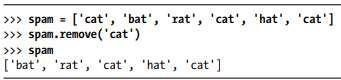 >>> spam = ['cat', 'bat', 'rat', 'cat', 'hat', 'cat']
>>> spam.remove('cat')
>>> spam
['bat', 'rat', 'cat', 'hat', 'cat']